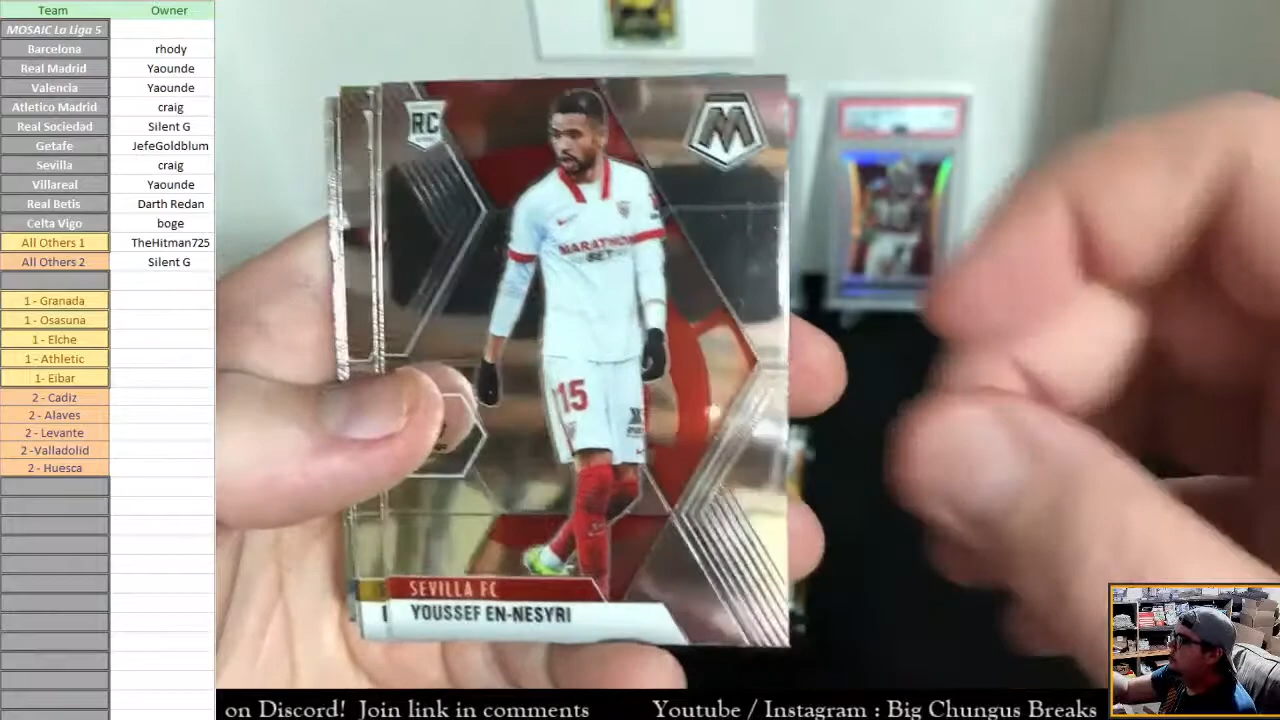 Team Owner
MOSAIC La Liga 5
Barcelona rhody
Real Madrid Yaounde
Valencia Yaounde
Atletico Madrid craig
Real Sociedad Silent G
Getafe JefeGoldblum
Sevilla craig
Villareal Yaounde
Real Betis Darth Redan
Celta Vigo boge
All Others 1 TheHitman725
All Others 2 Silent G
1 - Granada
1 - Osasuna
1 - Elche
1 - Athletic
1- Eibar
2 - Cadiz
2 - Alaves
2 - Levante
2 -Valladolid
2 - Huesca
RC
M
MARATHON
BET
15
SEVILLA FC
YOUSSEF EN-NESYRI
on Discord! Join link in comments Youtube / Instagram : Big Chungus Breaks